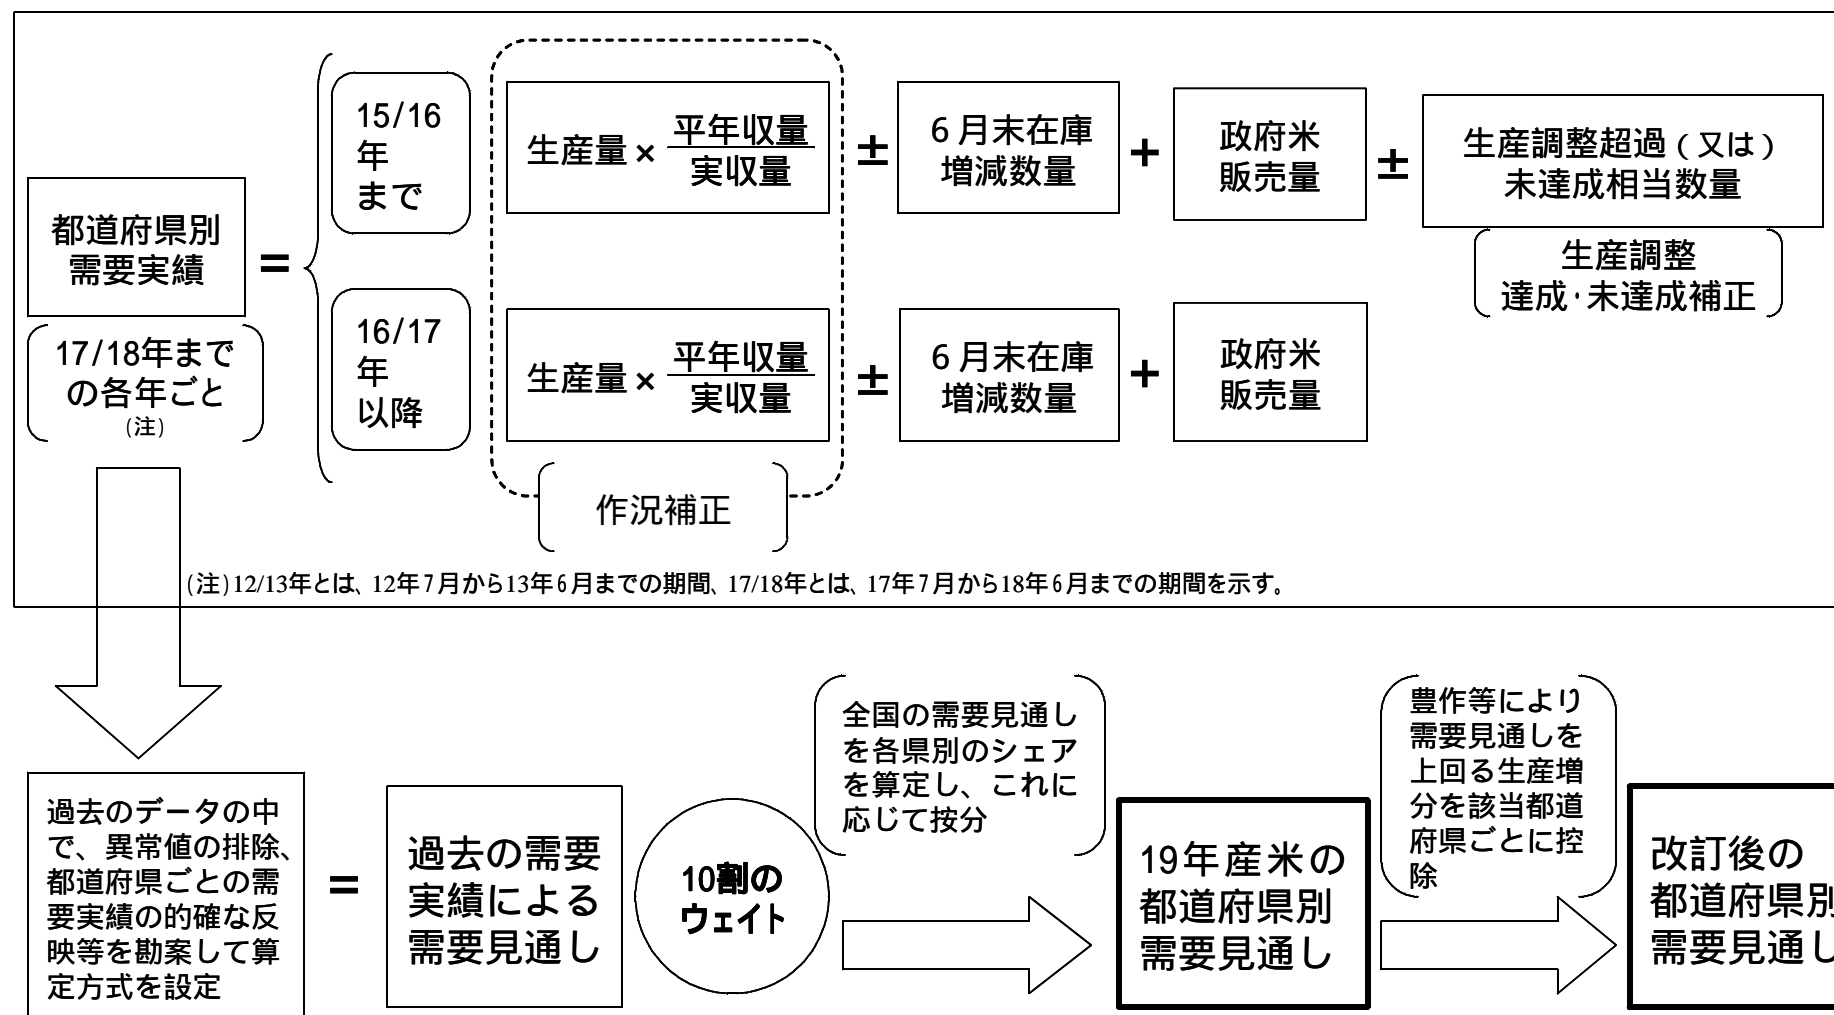 都道府県別
需要実績
17/18年まで
の各年ごと
(注)
=
15/16
年
まで
生産量×平年収量
実収量
±
6月末在庫
増減数量
+
政府米
販売量
±
生産調整超過(又は)
未達成相当数量
生産調整
達成・未達成補正
16/17
年
以降
生産量×平年収量
実収量
±
6月末在庫
増減数量
+
政府米
販売量
作況補正
(注)12/13年とは、12年7月から13年6月までの期間、17/18年とは、17年7月から18年6月までの期間を示す。
過去のデータの中
で、異常値の排除、
都道府県ごとの需
要実績の的確な反
映等を勘案して算
定方式を設定
=
過去の需要
実績による
需要見通し
10割の
ウェイト
全国の需要見通し
を各県別のシェア
を算定し、これに
応じて按分
19年産米の
都道府県別
需要見通し
豊作等により
需要見通しを
上回る生産増
分を該当都道
府県ごとに控
除
改訂後の
都道府県別
需要見通し